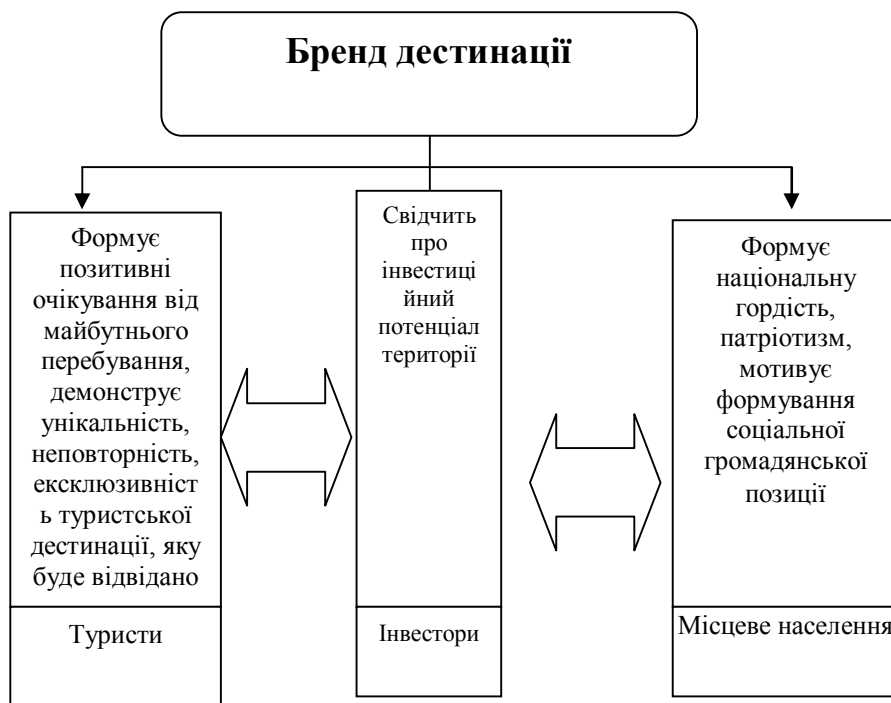 Бренд дестинації
Формує
позитивні
очікування від
майбутнього
перебування,
демонструє
унікальність,
неповторність,
ексклюзивніст
ь туристської
дестинації, яку
буде відвідано
Туристи
Свідчить
про
інвестиці
йний
потенціал
території
Інвестори
Формує
національну
гордість,
патріотизм,
мотивує
формування
соціальної
громадянської
позиції
Місцеве населення